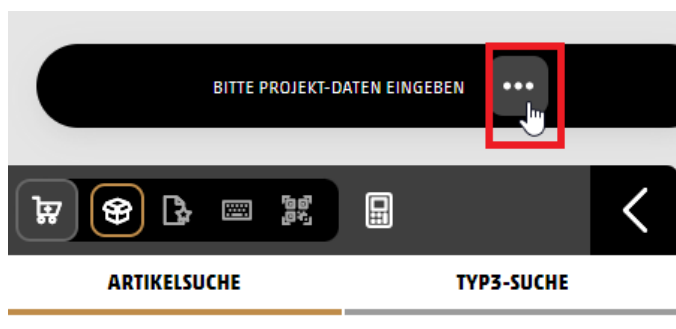 BITTE PROJEKT-DATEN EINGEBEN
ARTIKELSUCHE
TYP3-SUCHE